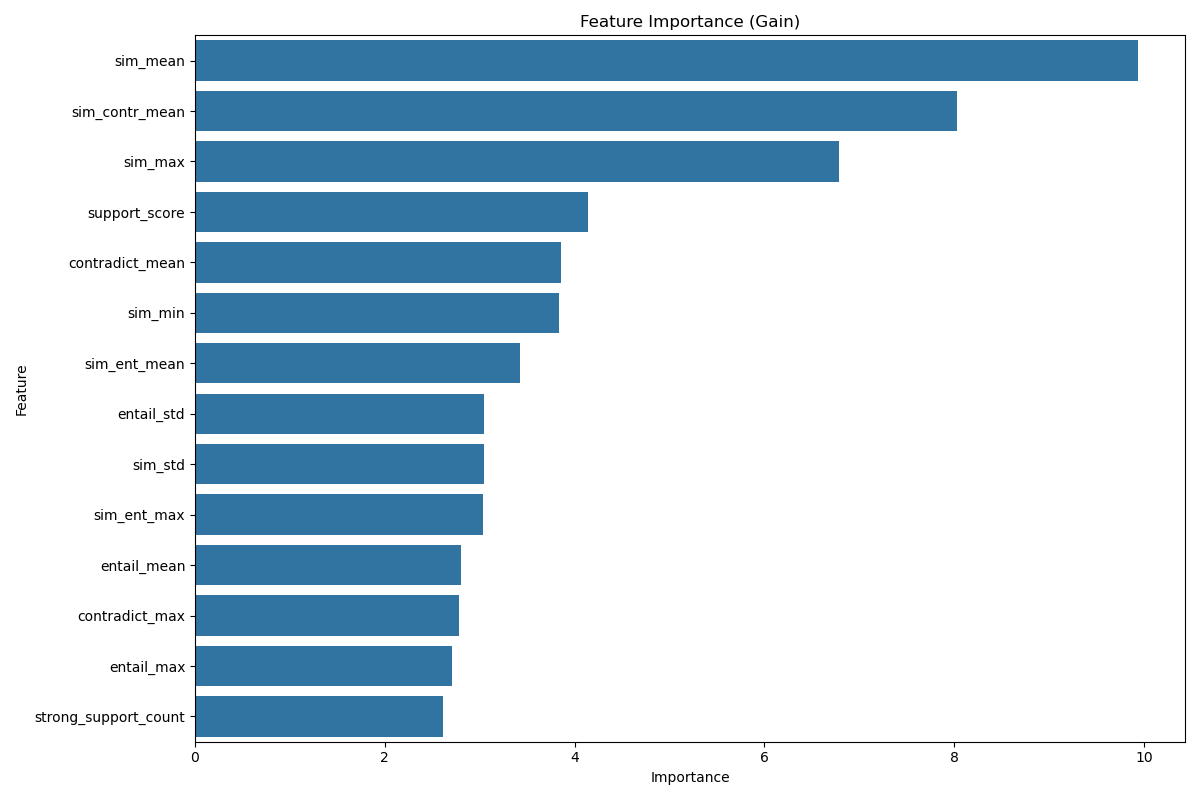 Feature Importance (Gain)
sim_mean
sim_contr_mean
sim_max
support_score
contradict_mean
sim_min
sim_ent_mean
entail_std
sim_std
sim_ent_max
entail_mean
contradict_max
entail_max
strong_support_count
Feature
0 2 4 6 8 10
Importance